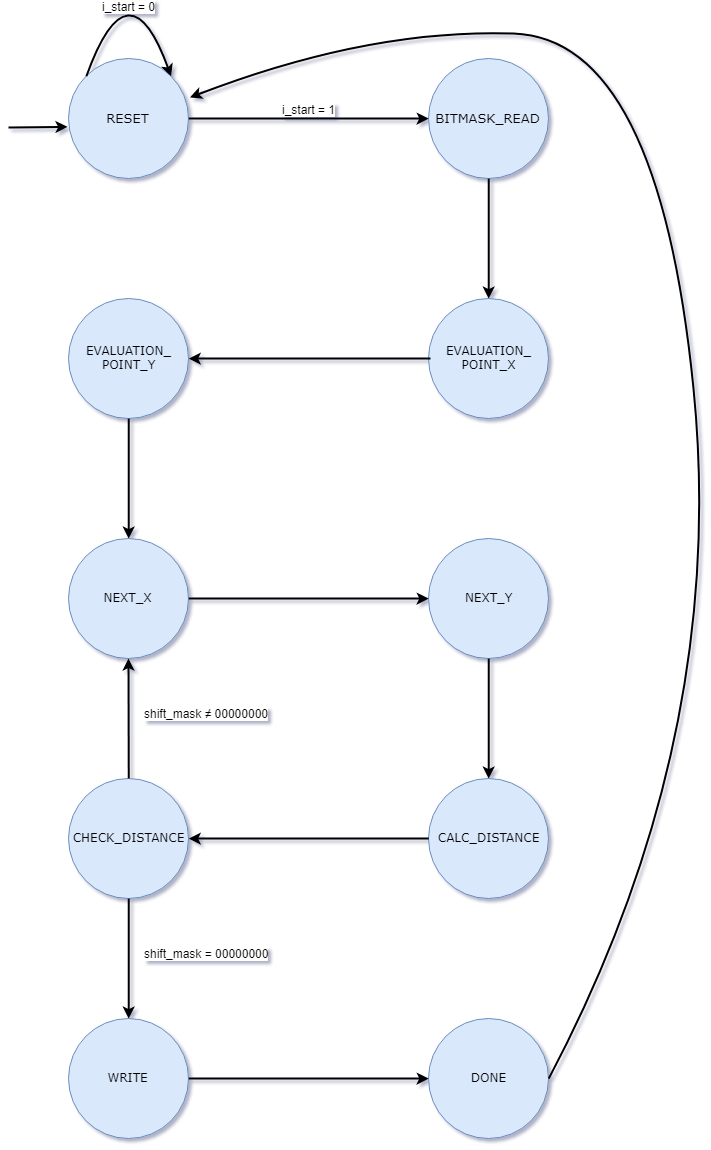 i_start = 0
RESET
i_start = 1
BITMASK_READ
EVALUATION_
POINT_Y
EVALUATION_
POINT_X
NEXT_X
NEXT_Y
shift_mask ≠ 00000000
CHECK_DISTANCE
CALC_DISTANCE
shift_mask = 00000000
WRITE
DONE